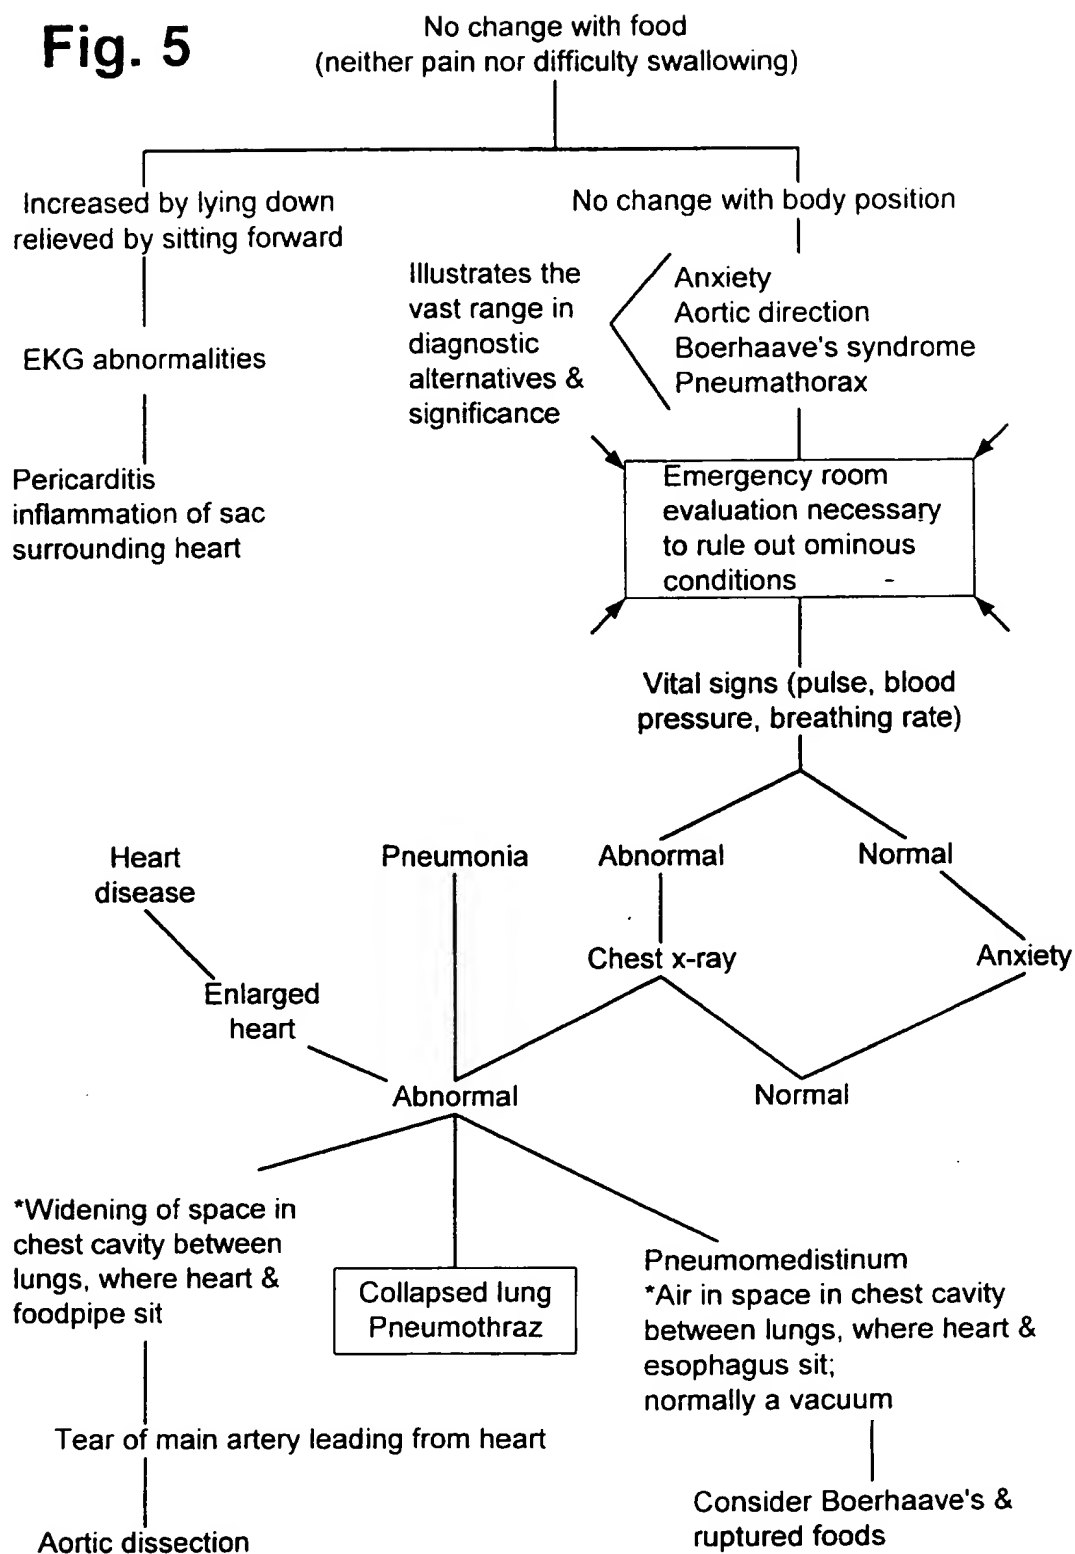 Fig. 5
No change with food
(neither pain nor difficulty swallowing)
Increased by lying down
relieved by sitting forward
EKG abnormalities
Pericarditis
inflammation of sac
surrounding heart
No change with body position
Illustrates the
vast range in
diagnostic
alternatives &
significance
Anxiety
Aortic direction
Boerhaave's syndrome
Pneumathorax
Emergency room
evaluation necessary
to rule out ominous
conditions
Vital signs (pulse, blood
pressure, breathing rate)
Heart
disease
Pneumonia
Abnormal
Normal
Chest x-ray
Anxiety
Enlarged
heart
Abnormal
Normal
*Widening of space in
chest cavity between
lungs, where heart &
foodpipe sit
Collapsed lung
Pneumothraz
Pneumomedistinum
*Air in space in chest cavity
between lungs, where heart &
esophagus sit;
normally a vacuum
Tear of main artery leading from heart
Aortic dissection
Consider Boerhaave's &
ruptured foods